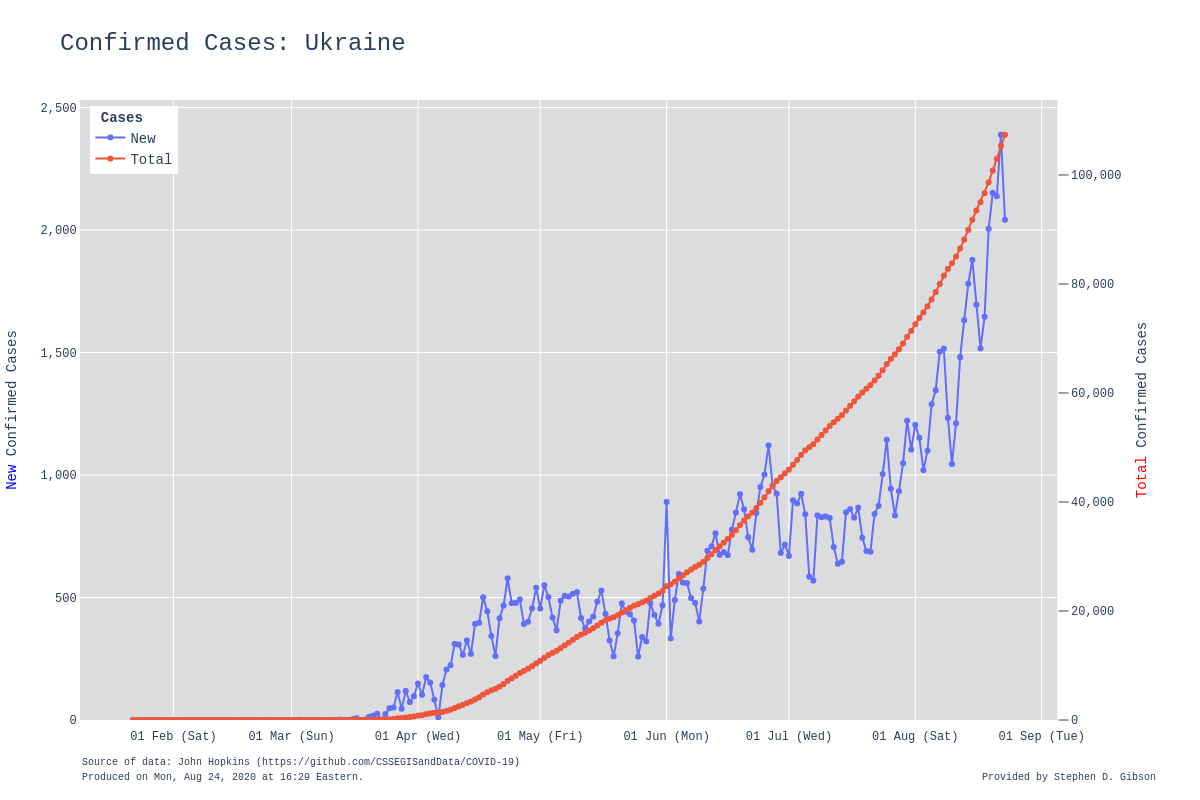 Confirmed Cases: Ukraine
Cases
New
Total
2,500
2,000
1,500
1,000
500
0
100,000
80,000
60,000
40,000
20,000
0
New Confirmed Cases
Total Confirmed Cases
01 Feb (Sat)
01 Mar (Sun)
01 Apr (Wed)
01 May (Fri)
01 Jun (Mon)
01 Jul (Wed)
01 Aug (Sat)
01 Sep (Tue)
Source of data: John Hopkins (https://github.com/CSSEGISandData/COVID-19)
Produced on Mon, Aug 24, 2020 at 16:29 Eastern.
Provided by Stephen D. Gibson